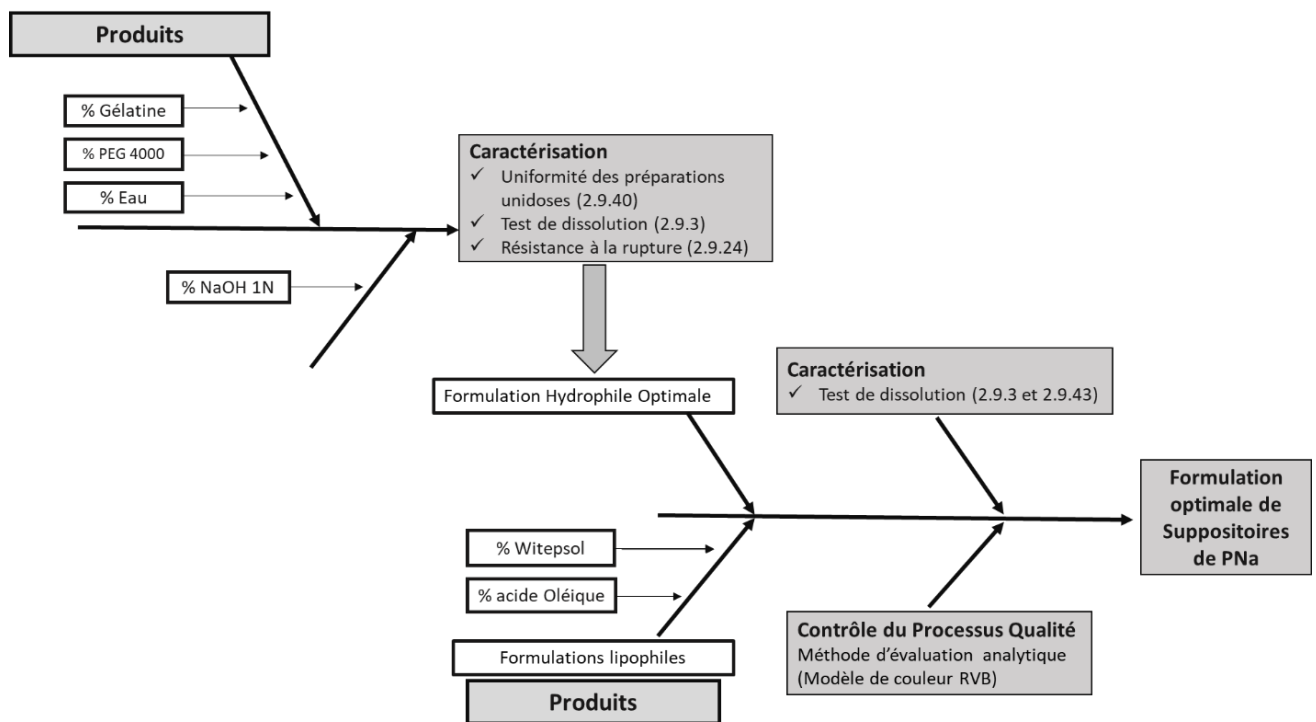 Produits
% Gélatine
% PEG 4000
% Eau
% NaOH 1N
Caractérisation
✓ Uniformité des préparations
unidoses (2.9.40)
✓ Test de dissolution (2.9.3)
✓ Résistance à la rupture (2.9.24)
Formulation Hydrophile Optimale
Caractérisation
✓ Test de dissolution (2.9.3 et 2.9.43)
% Witepsol
% acide Oléique
Formulations lipophiles
Produits
Contrôle du Processus Qualité
Méthode d'évaluation analytique
(Modèle de couleur RVB)
Formulation
optimale de
Suppositoires
de PNa